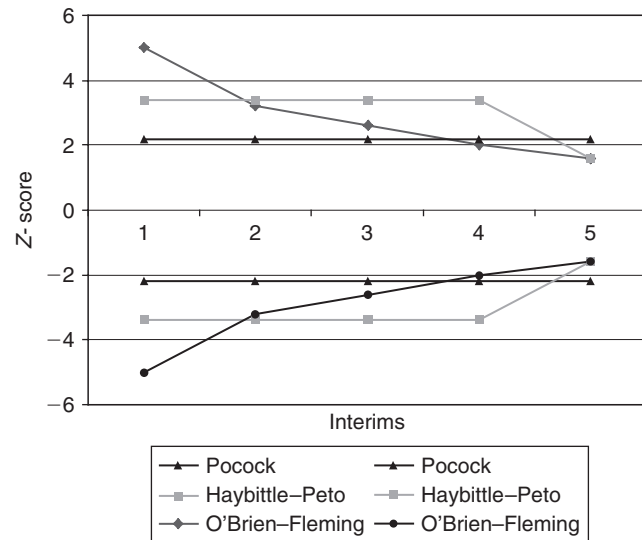 6
4
2
0
−2
−4
−6
Z- score
1 2 3 4 5
Interims
Pocock Pocock
Haybittle–Peto Haybittle–Peto
O'Brien–Fleming O'Brien–Fleming